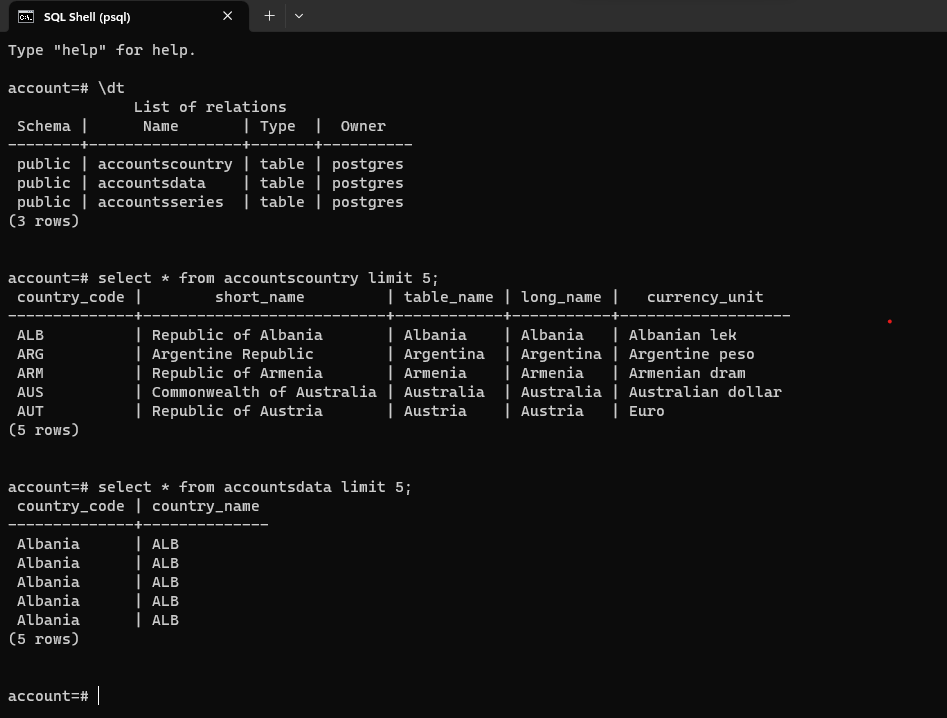 SQL Shell (psql)
Type "help" for help.
account=# \dt
              List of relations
 Schema |      Name       | Type  |  Owner
--------+-----------------+-------+----------
 public | accountscountry | table | postgres
 public | accountsdata    | table | postgres
 public | accountsseries  | table | postgres
(3 rows)
account=# select * from accountscountry limit 5;
 country_code |        short_name         | table_name | long_name |   currency_unit
--------------+---------------------------+------------+-----------+-------------------
 ALB          | Republic of Albania       | Albania    | Albania   | Albanian lek
 ARG          | Argentine Republic        | Argentina  | Argentina | Argentine peso
 ARM          | Republic of Armenia       | Armenia    | Armenia   | Armenian dram
 AUS          | Commonwealth of Australia | Australia  | Australia | Australian dollar
 AUT          | Republic of Austria       | Austria    | Austria   | Euro
(5 rows)
account=# select * from accountsdata limit 5;
 country_code | country_name
--------------+--------------
 Albania      | ALB
 Albania      | ALB
 Albania      | ALB
 Albania      | ALB
 Albania      | ALB
(5 rows)
account=#